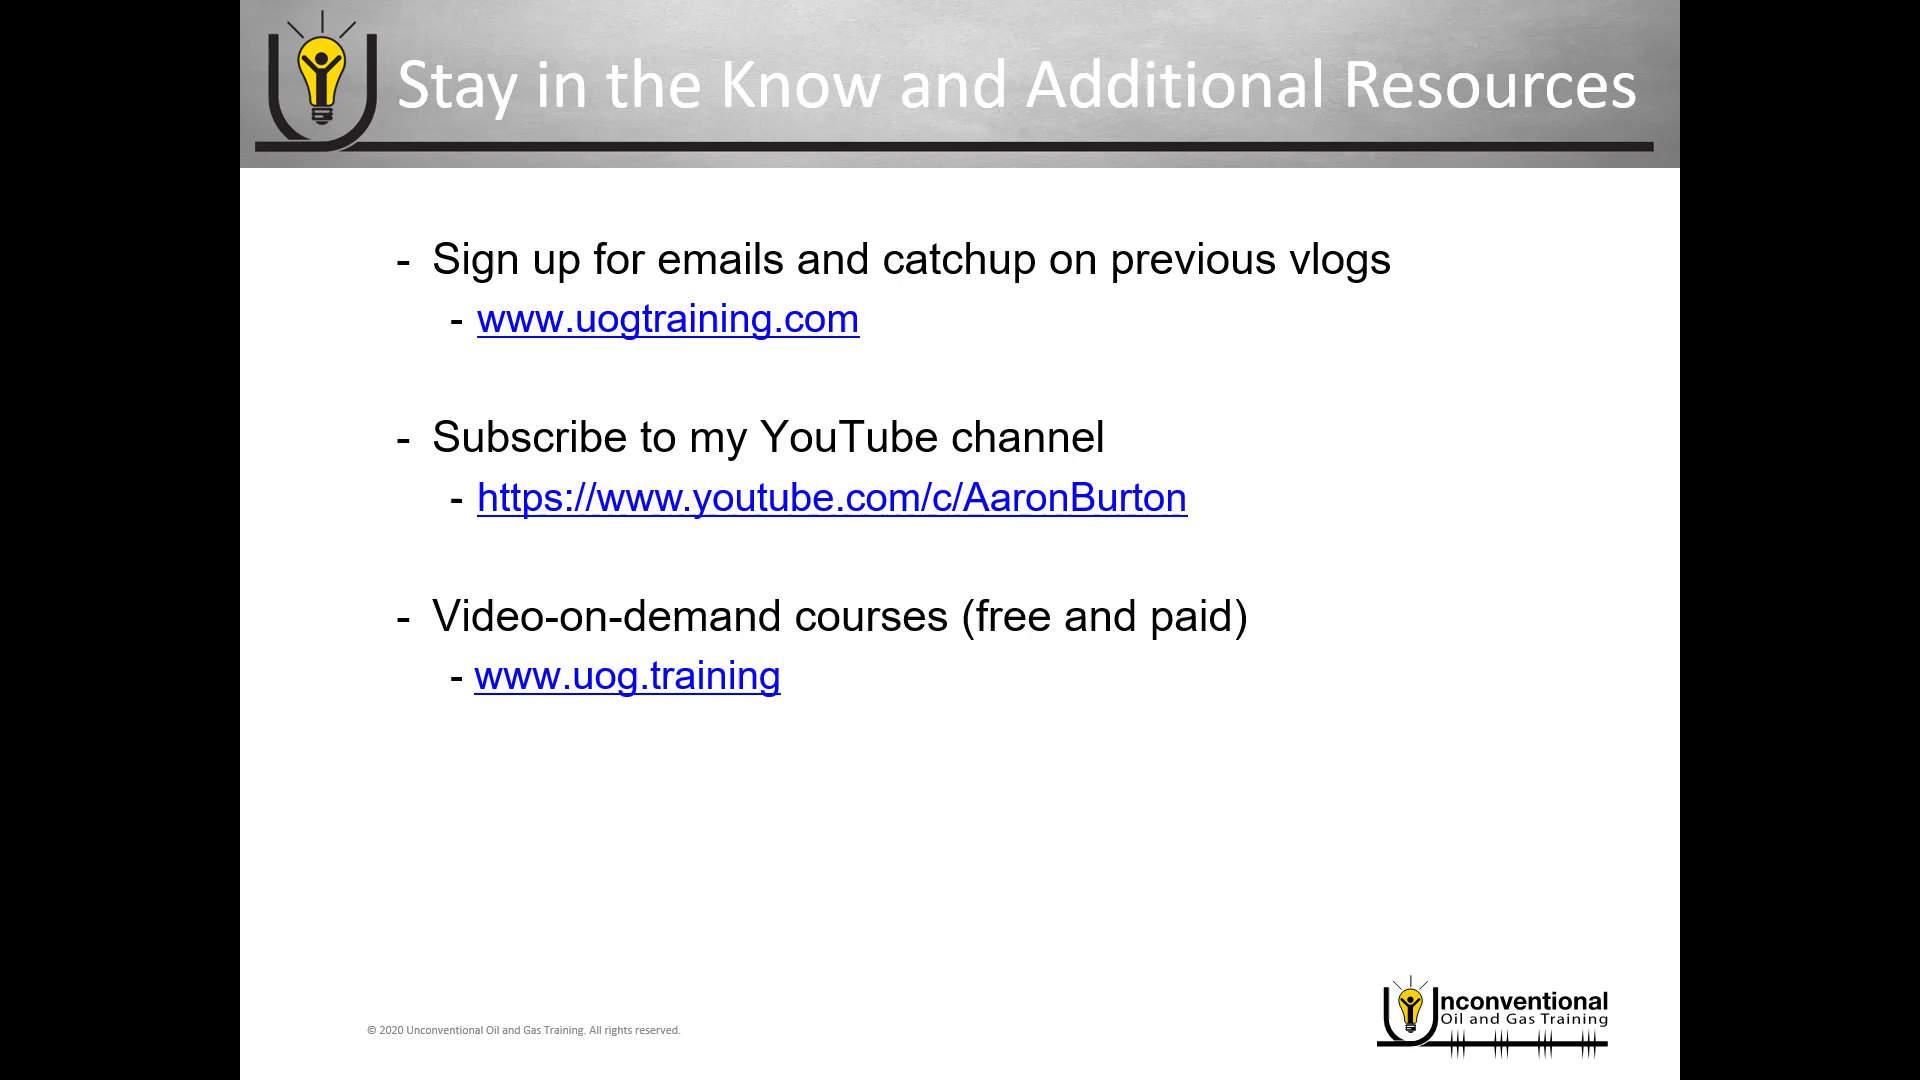 Stay in the Know and Additional Resources
- Sign up for emails and catchup on previous vlogs
- www.uogtraining.com
- Subscribe to my YouTube channel
- https://www.youtube.com/c/AaronBurton
- Video-on-demand courses (free and paid)
- www.uog.training
© 2020 Unconventional Oil and Gas Training. All rights reserved.
Unconventional
Oil and Gas Training